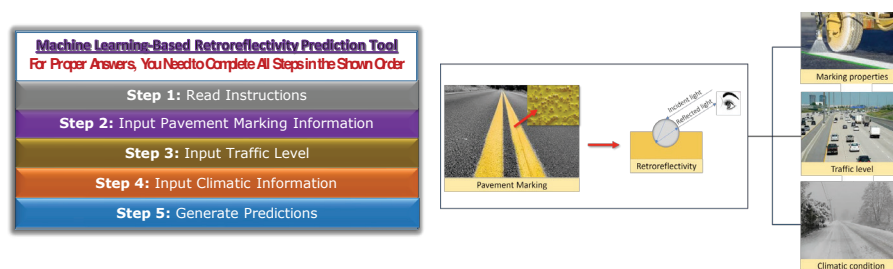 Machine Learning-Based Retroreflectivity Prediction Tool
For Proper Answers, You Need to Complete All Steps in the Shown Order
Step 1: Read Instructions
Step 2: Input Pavement Marking Information
Step 3: Input Traffic Level
Step 4: Input Climatic Information
Step 5: Generate Predictions
Pavement Marking
Incident light
Reflected light
Retroreflectivity
Marking properties
Traffic level
Climatic condition